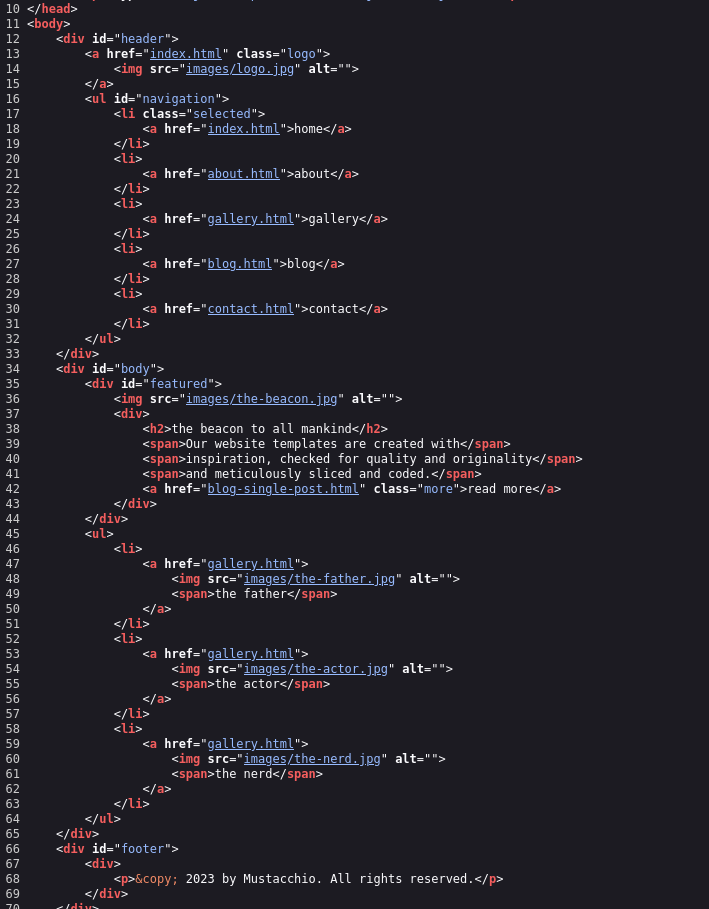 10 </head>
11 <body>
12     <div id="header">
13         <a href="index.html" class="logo">
14             <img src="images/logo.jpg" alt="">
15         </a>
16         <ul id="navigation">
17             <li class="selected">
18                 <a href="index.html">home</a>
19             </li>
20             <li>
21                 <a href="about.html">about</a>
22             </li>
23             <li>
24                 <a href="gallery.html">gallery</a>
25             </li>
26             <li>
27                 <a href="blog.html">blog</a>
28             </li>
29             <li>
30                 <a href="contact.html">contact</a>
31             </li>
32         </ul>
33     </div>
34     <div id="body">
35         <div id="featured">
36             <img src="images/the-beacon.jpg" alt="">
37             <div>
38                 <h2>the beacon to all mankind</h2>
39                 <span>Our website templates are created with</span>
40                 <span>inspiration, checked for quality and originality</span>
41                 <span>and meticulously sliced and coded.</span>
42                 <a href="blog-single-post.html" class="more">read more</a>
43             </div>
44         </div>
45         <ul>
46             <li>
47                 <a href="gallery.html">
48                     <img src="images/the-father.jpg" alt="">
49                     <span>the father</span>
50                 </a>
51             </li>
52             <li>
53                 <a href="gallery.html">
54                     <img src="images/the-actor.jpg" alt="">
55                     <span>the actor</span>
56                 </a>
57             </li>
58             <li>
59                 <a href="gallery.html">
60                     <img src="images/the-nerd.jpg" alt="">
61                     <span>the nerd</span>
62                 </a>
63             </li>
64         </ul>
65     </div>
66     <div id="footer">
67         <div>
68             <p>&copy; 2023 by Mustacchio. All rights reserved.</p>
69         </div>
70     </div>